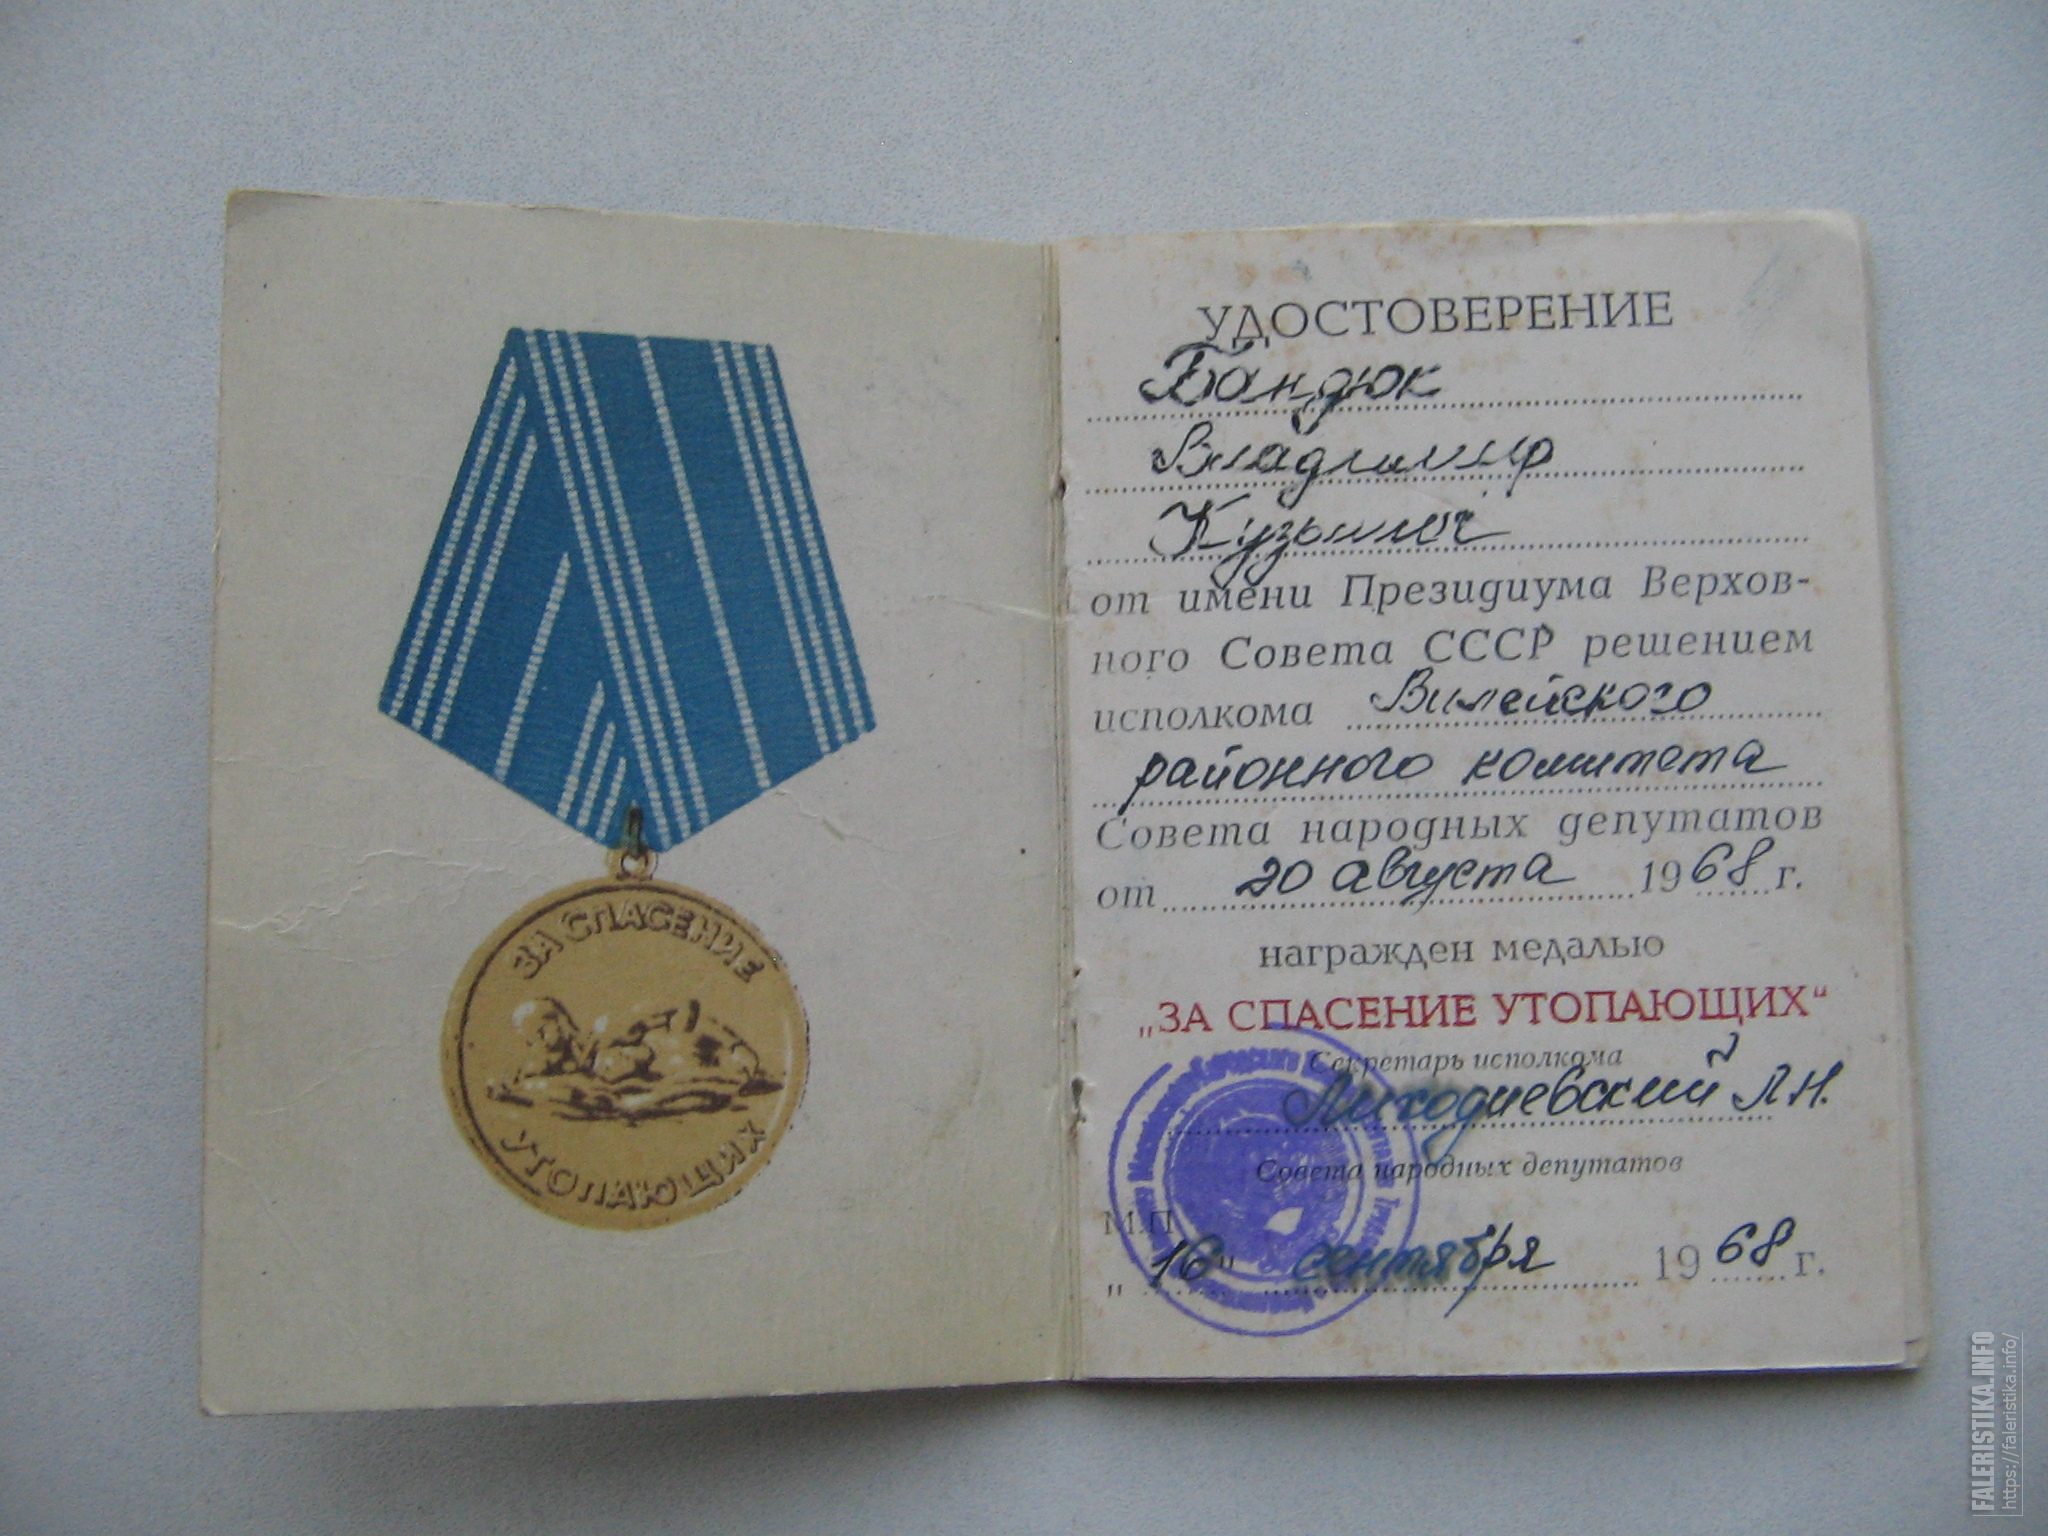 ЗА СПАСЕНИЕ
УТОПАЮЩИХ
УДОСТОВЕРЕНИЕ
Бандюк
Владимир
Кузьмич
от имени Президиума Верхов-
ного Совета СССР решением
исполкома Вилейского
районного комитета
Совета народных депутатов
от 20 августа 1968 г.
награжден медалью
„ЗА СПАСЕНИЕ УТОПАЮЩИХ“
Секретарь исполкома
Лиходиевский Л Н.
Совета народных депутатов
М.П.
„16" сентября 1968 г.
FALERISTIKA.INFO
https://faleristika.info/